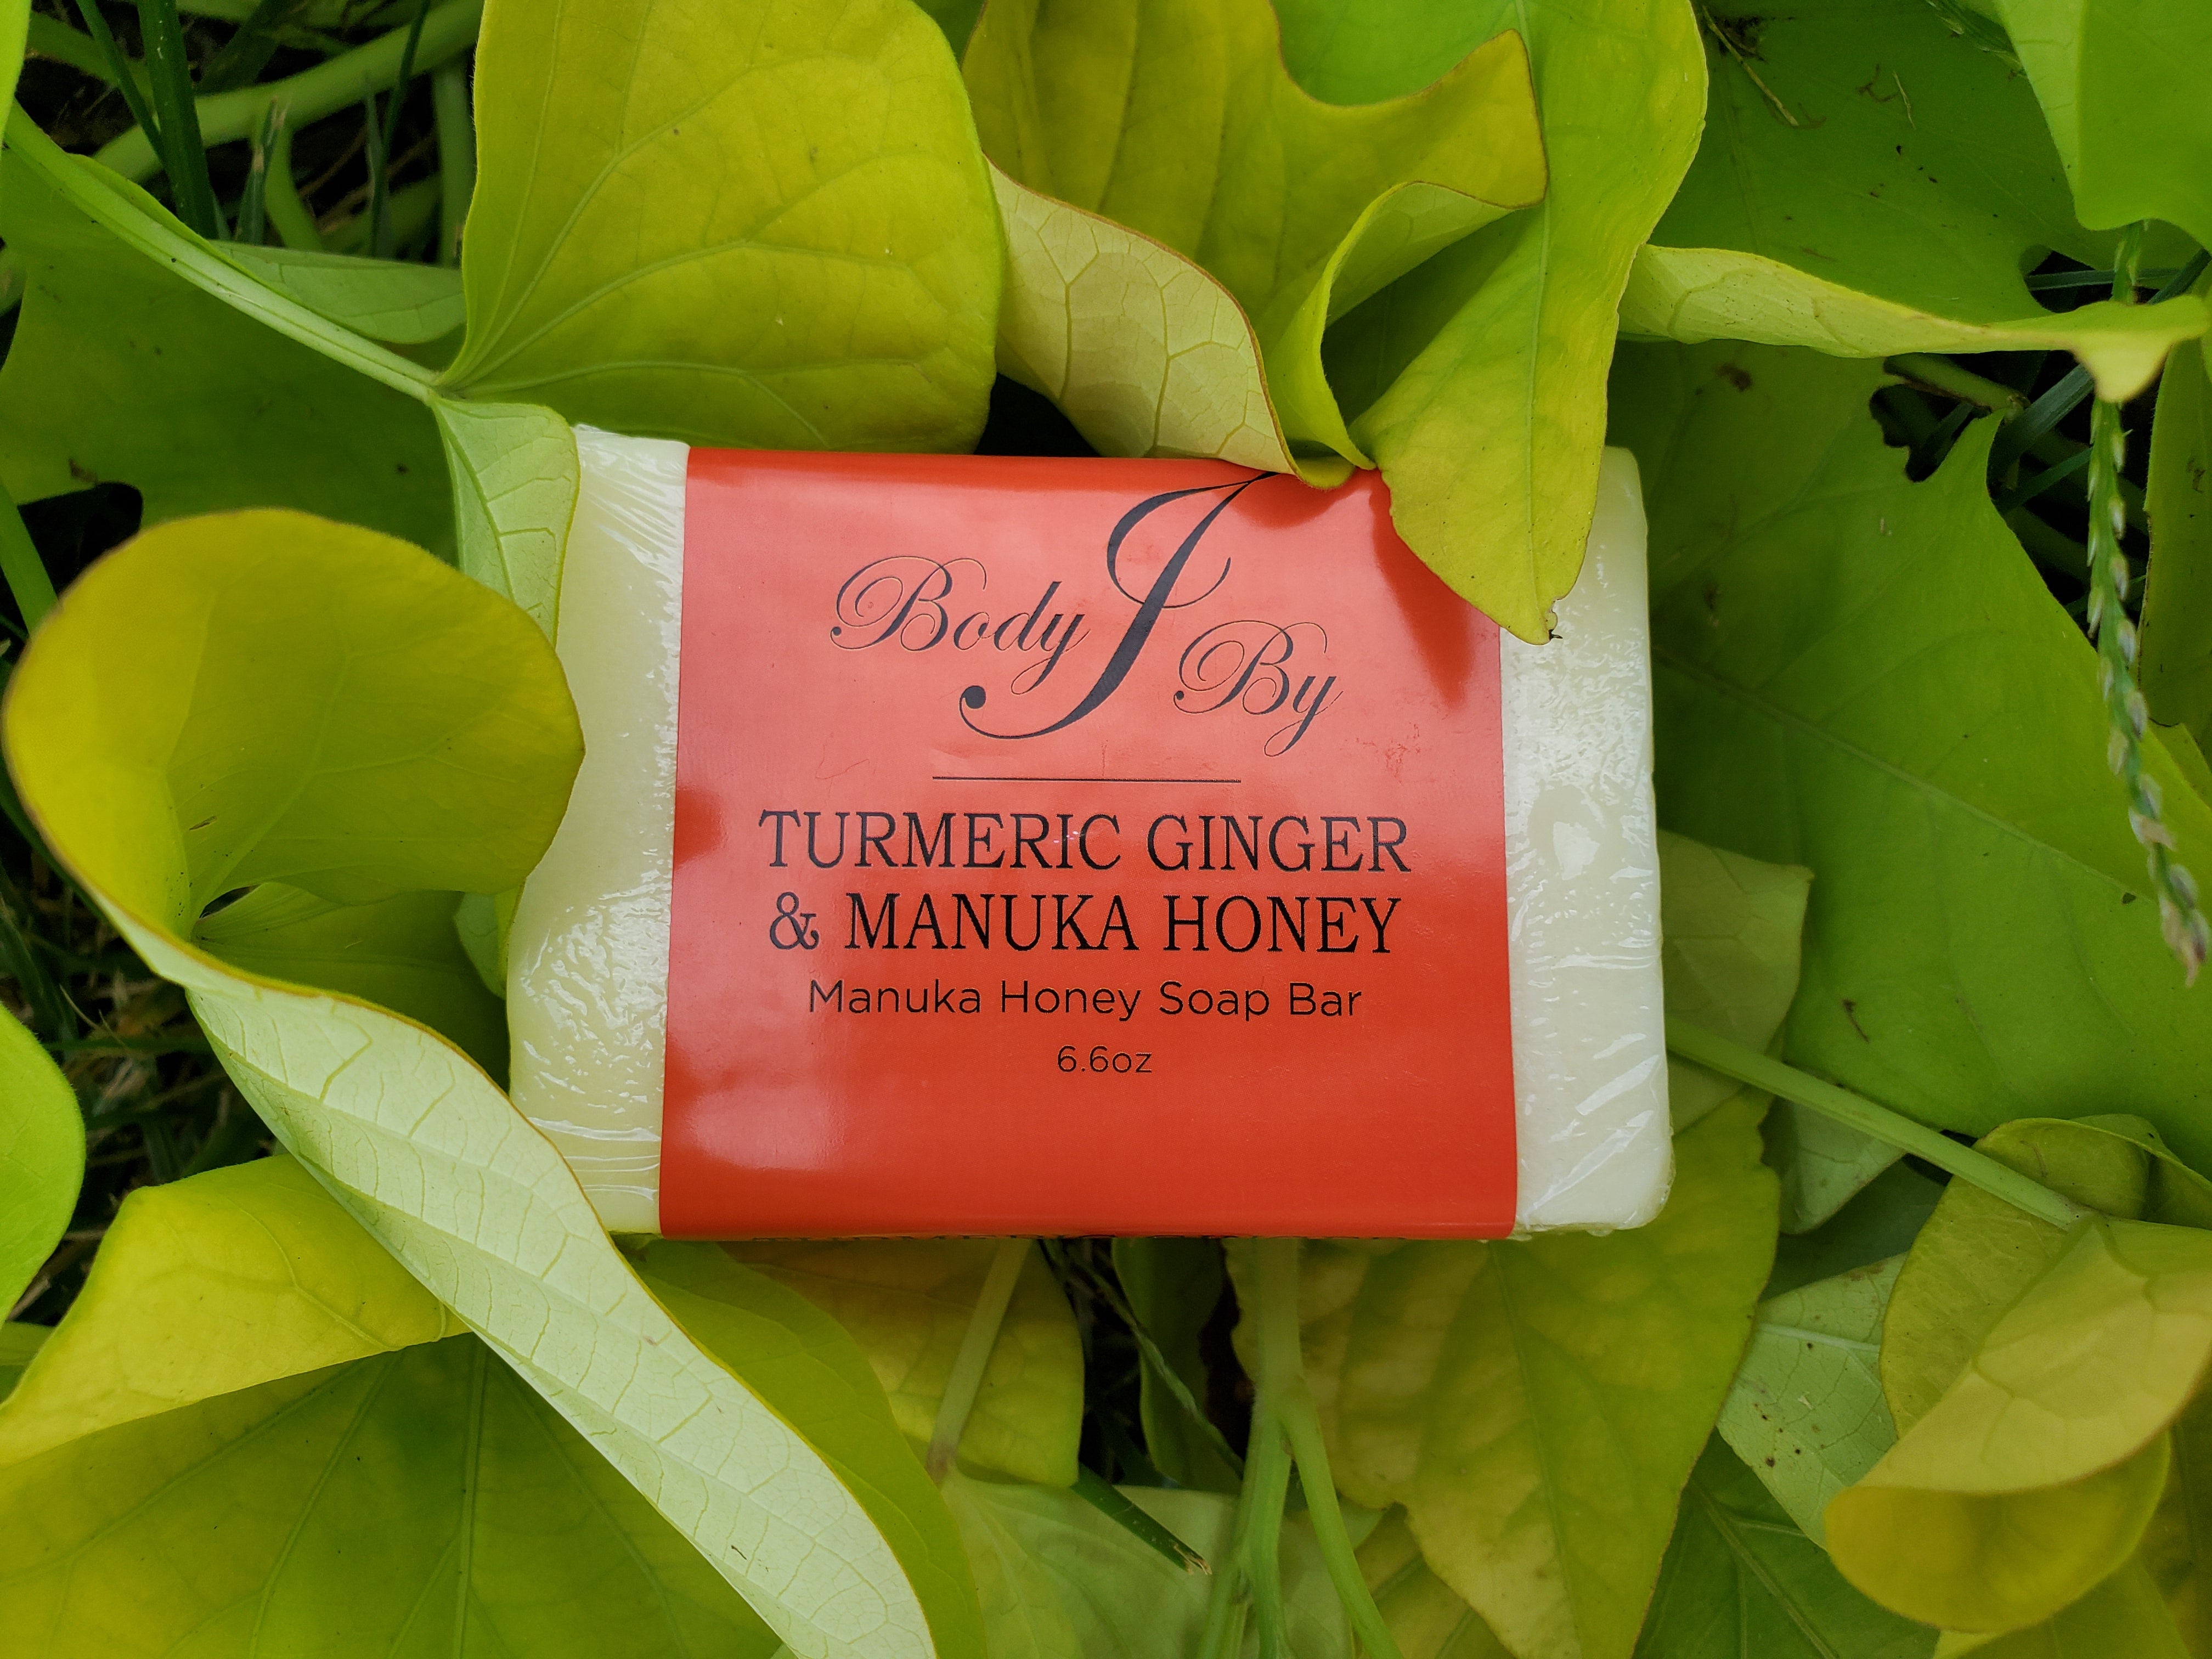 Body J By
TURMERIC GINGER
& MANUKA HONEY
Manuka Honey Soap Bar
6.6oz